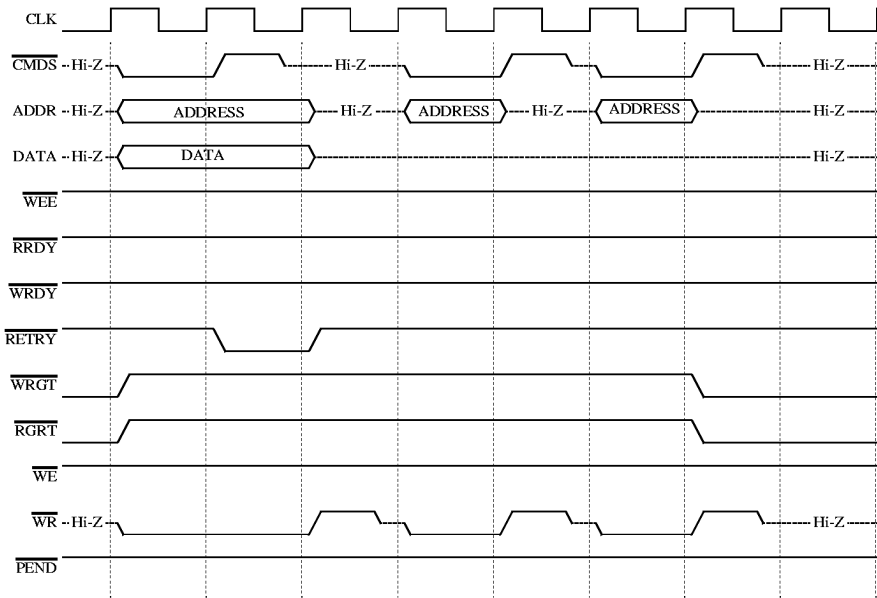 CLK
CMDS Hi-Z Hi-Z Hi-Z
ADDR Hi-Z ADDRESS Hi-Z ADDRESS Hi-Z ADDRESS Hi-Z
DATA Hi-Z DATA Hi-Z
WEE
RRDY
WRDY
RETRY
WRGT
RGRT
WE
WR Hi-Z Hi-Z
PEND